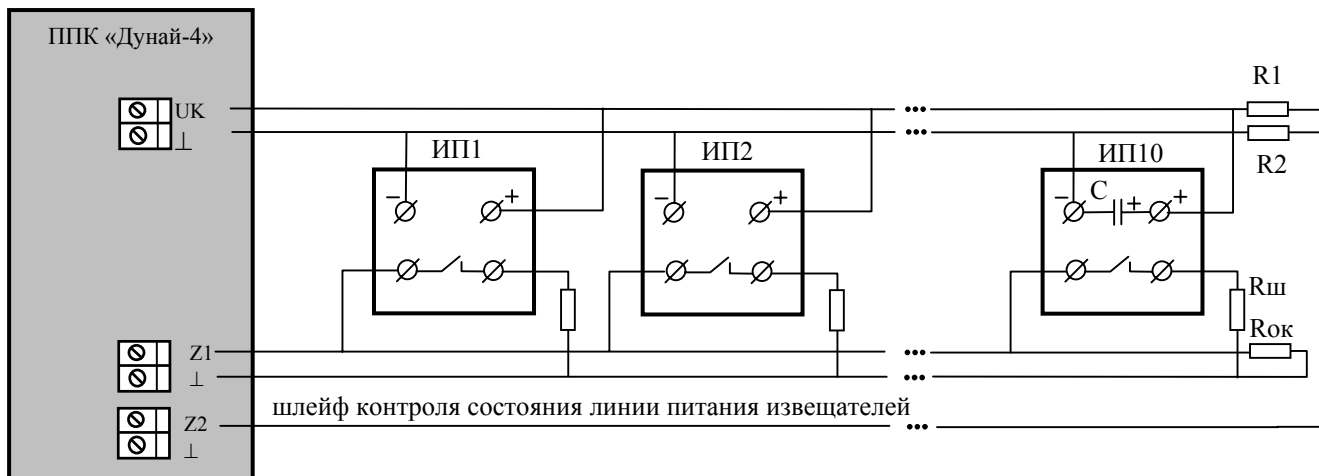 ППК «Дунай-4»
R1
UK
⊥
ИП1
ИП2
ИП10
R2
− +
− +
− C + +
Rш
Rок
Z1
⊥
шлейф контроля состояния линии питания извещателей
Z2
⊥